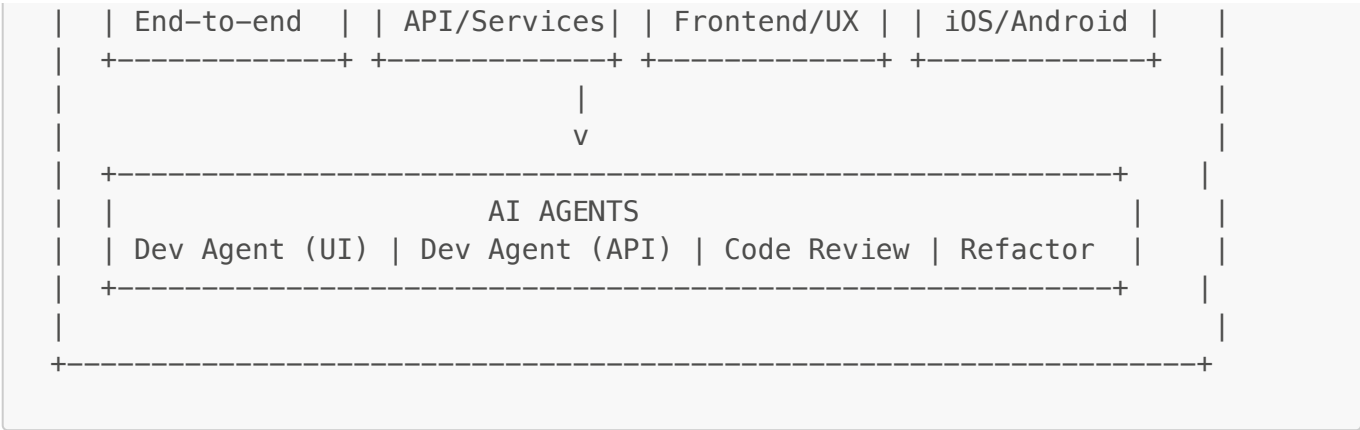 | | End-to-end | | API/Services| | Frontend/UX | | iOS/Android | |
| +-------------+ +-------------+ +-------------+ +-------------+ |
| | |
| v |
| +-----------------------------------------------------------+ |
| | AI AGENTS | |
| | Dev Agent (UI) | Dev Agent (API) | Code Review | Refactor | |
| +-----------------------------------------------------------+ |
| |
+-------------------------------------------------------------------+